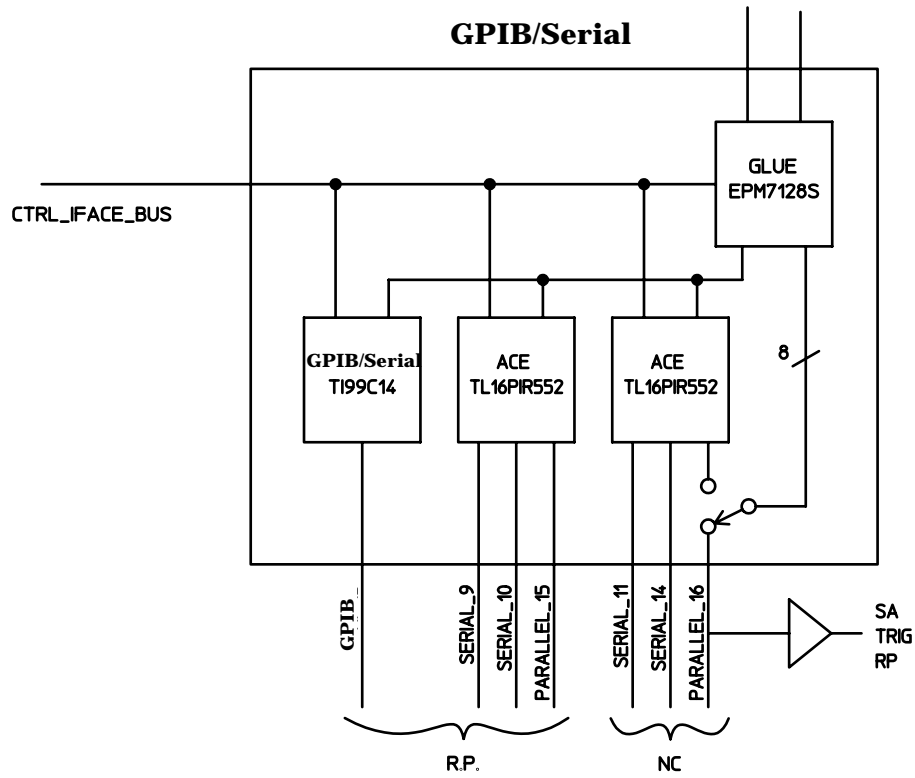 GPIB/Serial
GLUE
EPM7128S
CTRL_IFACE_BUS
GPIB/Serial
TI99C14
ACE
TL16PIR552
ACE
TL16PIR552
8
GPIB
SERIAL_9
SERIAL_10
PARALLEL_15
SERIAL_11
SERIAL_14
PARALLEL_16
SA
TRIG
RP
R.P.
NC